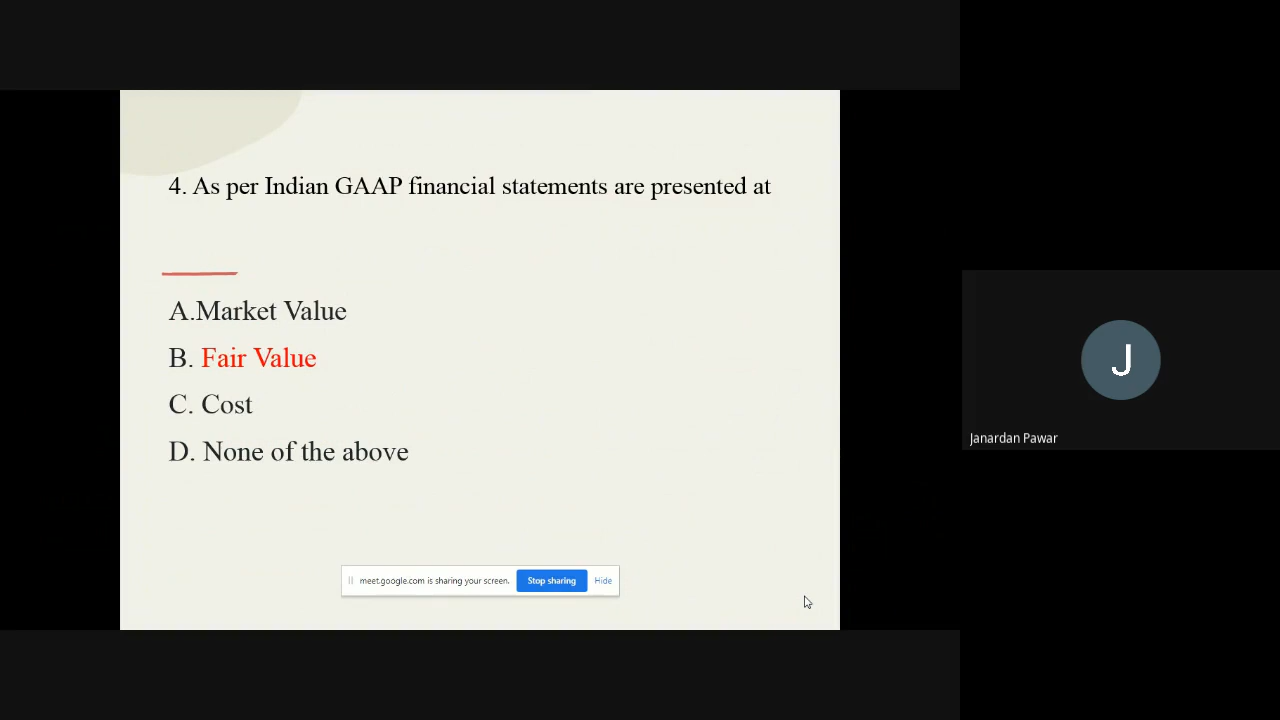 4. As per Indian GAAP financial statements are presented at
A.Market Value
B. Fair Value
C. Cost
D. None of the above
meet.google.com is sharing your screen. Stop sharing Hide
J
Janardan Pawar